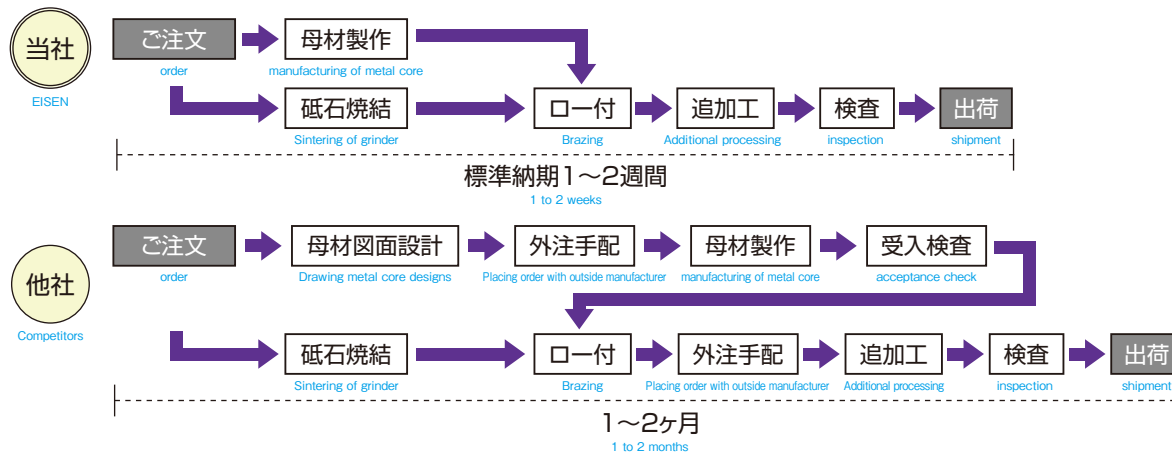 当社
EISEN
ご注文
order
母材製作
manufacturing of metal core
砥石焼結
Sintering of grinder
ロー付
Brazing
追加工
Additional processing
検査
inspection
出荷
shipment
標準納期1〜2週間
1 to 2 weeks
他社
Competitors
ご注文
order
母材図面設計
Drawing metal core designs
外注手配
Placing order with outside manufacturer
母材製作
manufacturing of metal core
受入検査
acceptance check
砥石焼結
Sintering of grinder
ロー付
Brazing
外注手配
Placing order with outside manufacturer
追加工
Additional processing
検査
inspection
出荷
shipment
1〜2ヶ月
1 to 2 months